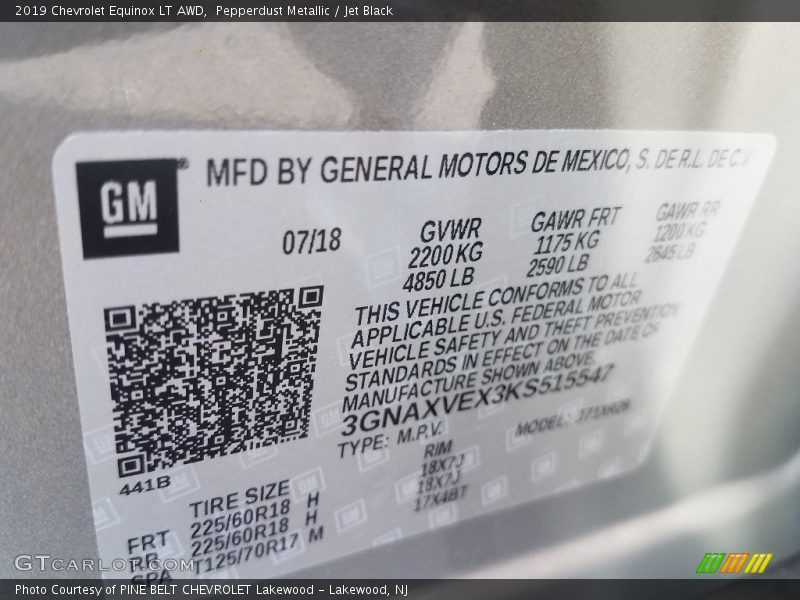 2019 Chevrolet Equinox LT AWD, Pepperdust Metallic / Jet Black
GM®
MFD BY GENERAL MOTORS DE MEXICO, S. DE R.L. DE C.V
07/18
GVWR
2200 KG
4850 LB
GAWR FRT
1175 KG
2590 LB
GAWR RR
1200 KG
2645 LB
THIS VEHICLE CONFORMS TO ALL
APPLICABLE U.S. FEDERAL MOTOR
VEHICLE SAFETY AND THEFT PREVENTION
STANDARDS IN EFFECT ON THE DATE OF
MANUFACTURE SHOWN ABOVE.
3GNAXVEX3KS515547
TYPE: M.P.V.
MODEL: 1XR26
441B
TIRE SIZE
RIM
FRT 225/60R18 H 18X7J
RR 225/60R18 H 18X7J
SPA T125/70R17 M 17X4BT
GTCARLOT.COM
Photo Courtesy of PINE BELT CHEVROLET Lakewood - Lakewood, NJ